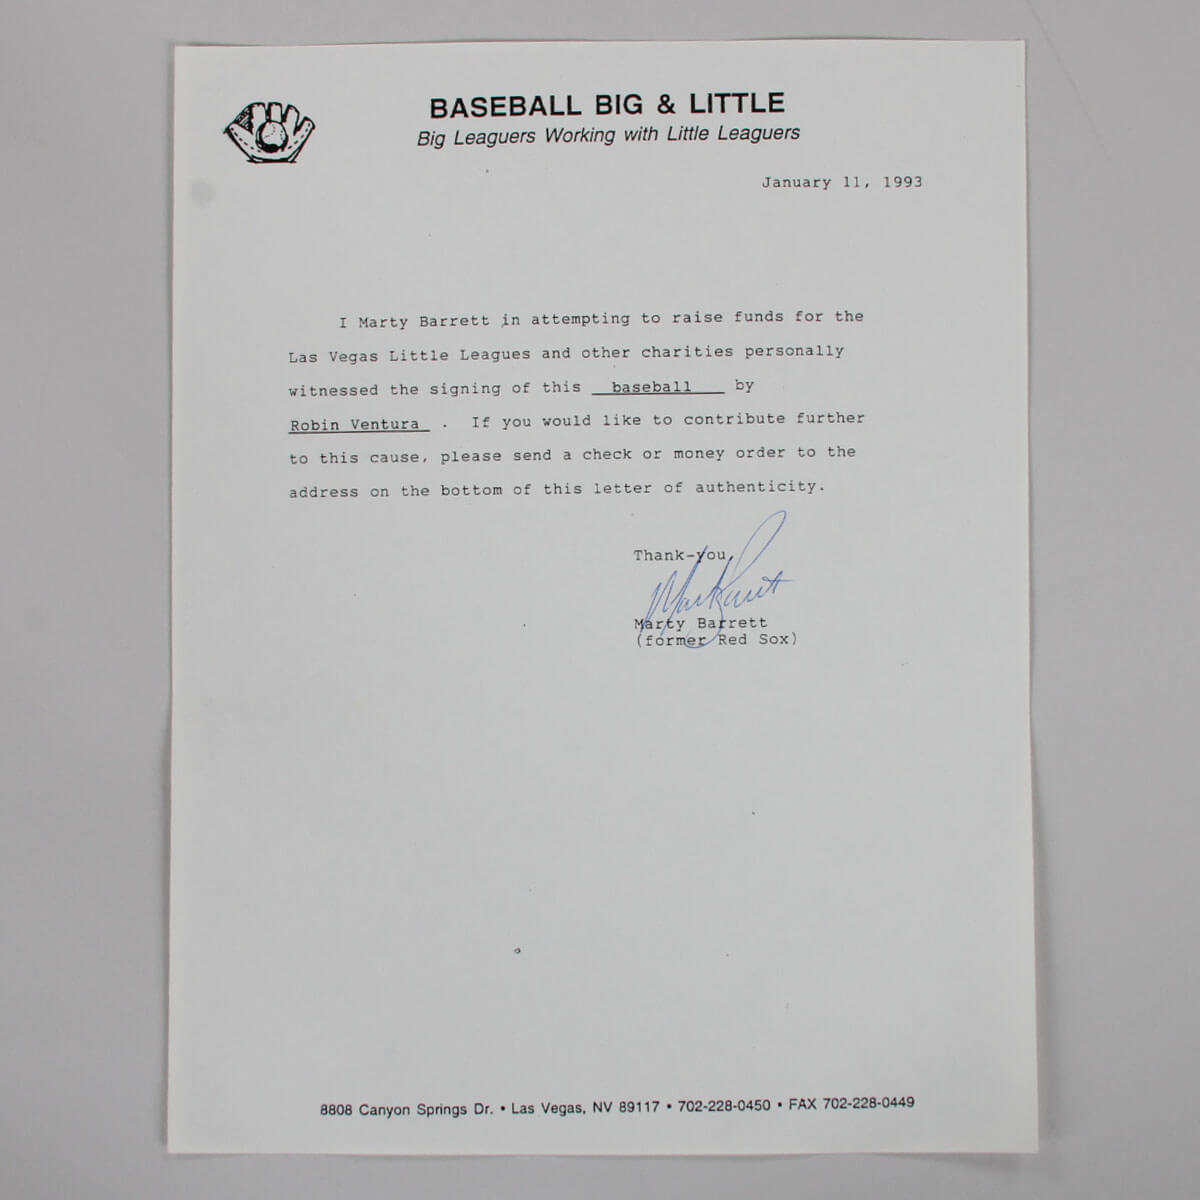 BASEBALL BIG & LITTLE
Big Leaguers Working with Little Leaguers
January 11, 1993
I Marty Barrett in attempting to raise funds for the
Las Vegas Little Leagues and other charities personally
witnessed the signing of this baseball by
Robin Ventura . If you would like to contribute further
to this cause, please send a check or money order to the
address on the bottom of this letter of authenticity.
Thank-you,
Marty Barrett
Marty Barrett
(former Red Sox)
8808 Canyon Springs Dr. • Las Vegas, NV 89117 • 702-228-0450 • FAX 702-228-0449